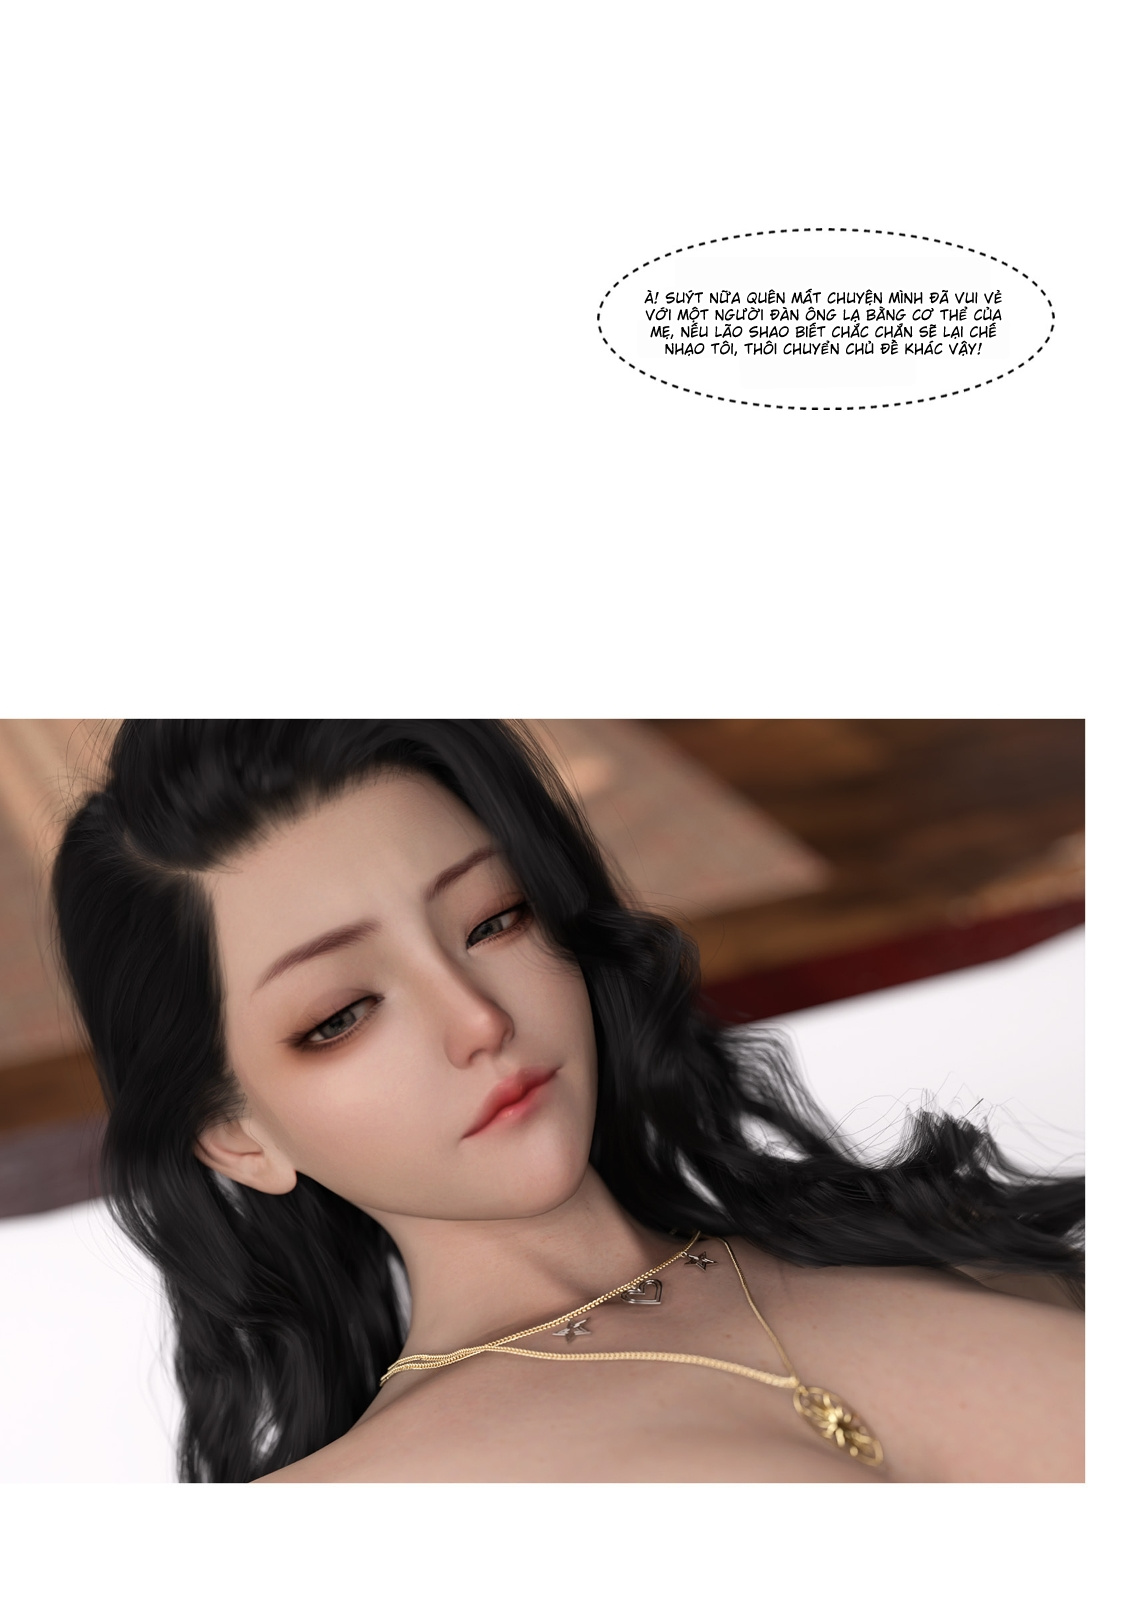 À! SUÝT NỮA QUÊN MẤT CHUYỆN MÌNH ĐÃ VUI VẺ
VỚI MỘT NGƯỜI ĐÀN ÔNG LẠ BẰNG CƠ THỂ CỦA
MẸ, NẾU LÃO SHAO BIẾT CHẮC CHẮN SẼ LẠI CHẾ
NHẠO TÔI, THÔI CHUYỂN CHỦ ĐỀ KHÁC VẬY!